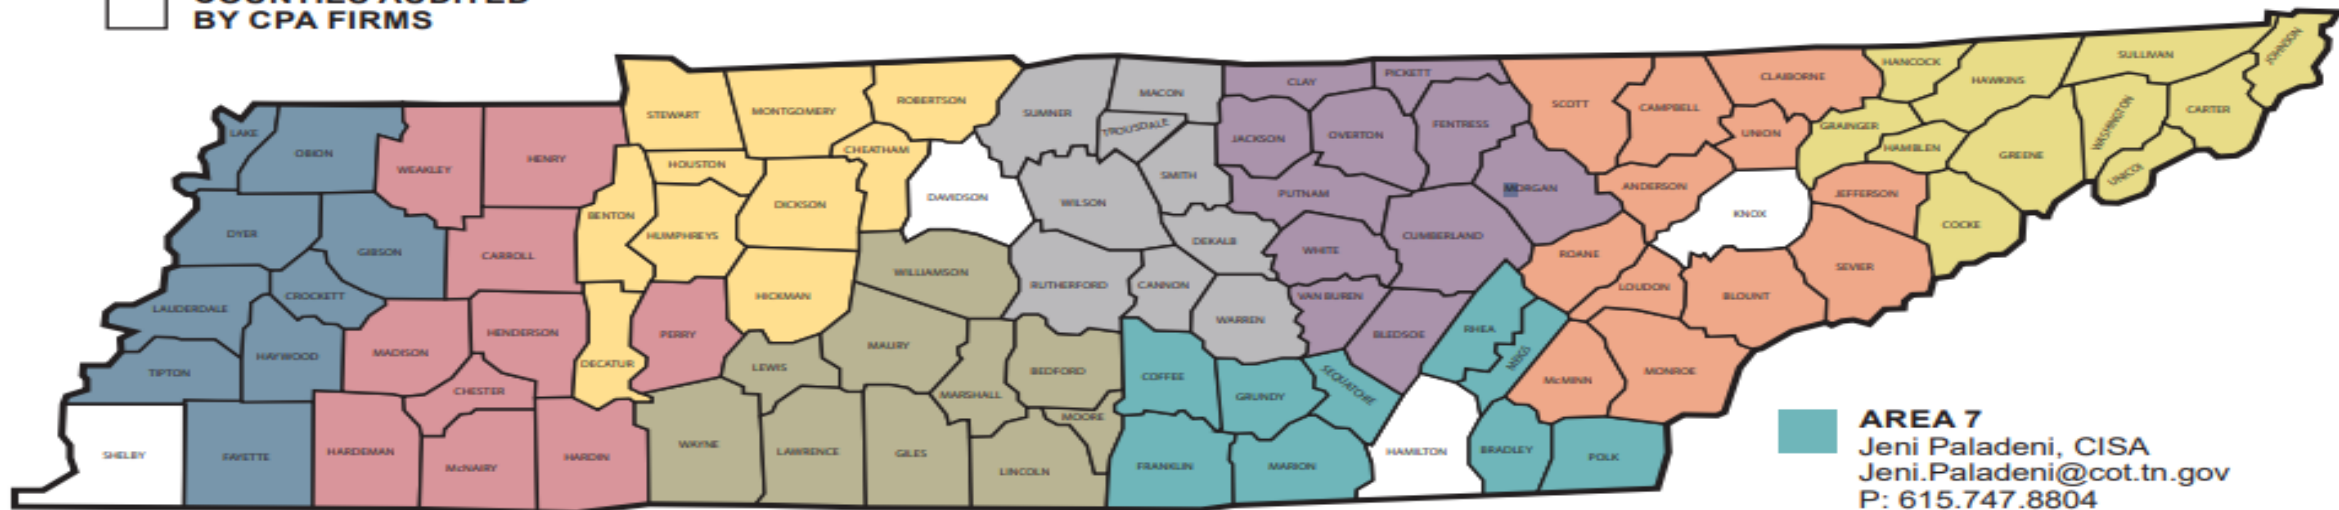 COUNTIES AUDITED
BY CPA FIRMS
LAKE
OBION
WEAKLEY
HENRY
STEWART
MONTGOMERY
ROBERTSON
SUMNER
MACON
TROUSDALE
CLAY
PICKETT
SCOTT
CAMPBELL
CLAIBORNE
HANCOCK
HAWKINS
SULLIVAN
JOHNSON
HOUSTON
CHEATHAM
JACKSON
OVERTON
FENTRESS
UNION
GRAINGER
HAMBLEN
GREENE
WASHINGTON
CARTER
UNICOI
DYER
GIBSON
CARROLL
BENTON
HUMPHREYS
DICKSON
DAVIDSON
WILSON
SMITH
PUTNAM
MORGAN
ANDERSON
KNOX
JEFFERSON
COCKE
LAUDERDALE
CROCKETT
HICKMAN
WILLIAMSON
RUTHERFORD
CANNON
DEKALB
WHITE
CUMBERLAND
ROANE
LOUDON
BLOUNT
SEVIER
TIPTON
HAYWOOD
MADISON
HENDERSON
CHESTER
DECATUR
PERRY
LEWIS
MAURY
MARSHALL
BEDFORD
MOORE
WARREN
VAN BUREN
BLEDSOE
RHEA
MEIGS
McMINN
MONROE
COFFEE
GRUNDY
SEQUATCHIE
SHELBY
FAYETTE
HARDEMAN
McNAIRY
HARDIN
WAYNE
LAWRENCE
GILES
LINCOLN
FRANKLIN
MARION
HAMILTON
BRADLEY
POLK
AREA 7
Jeni Paladeni, CISA
Jeni.Paladeni@cot.tn.gov
P: 615.747.8804